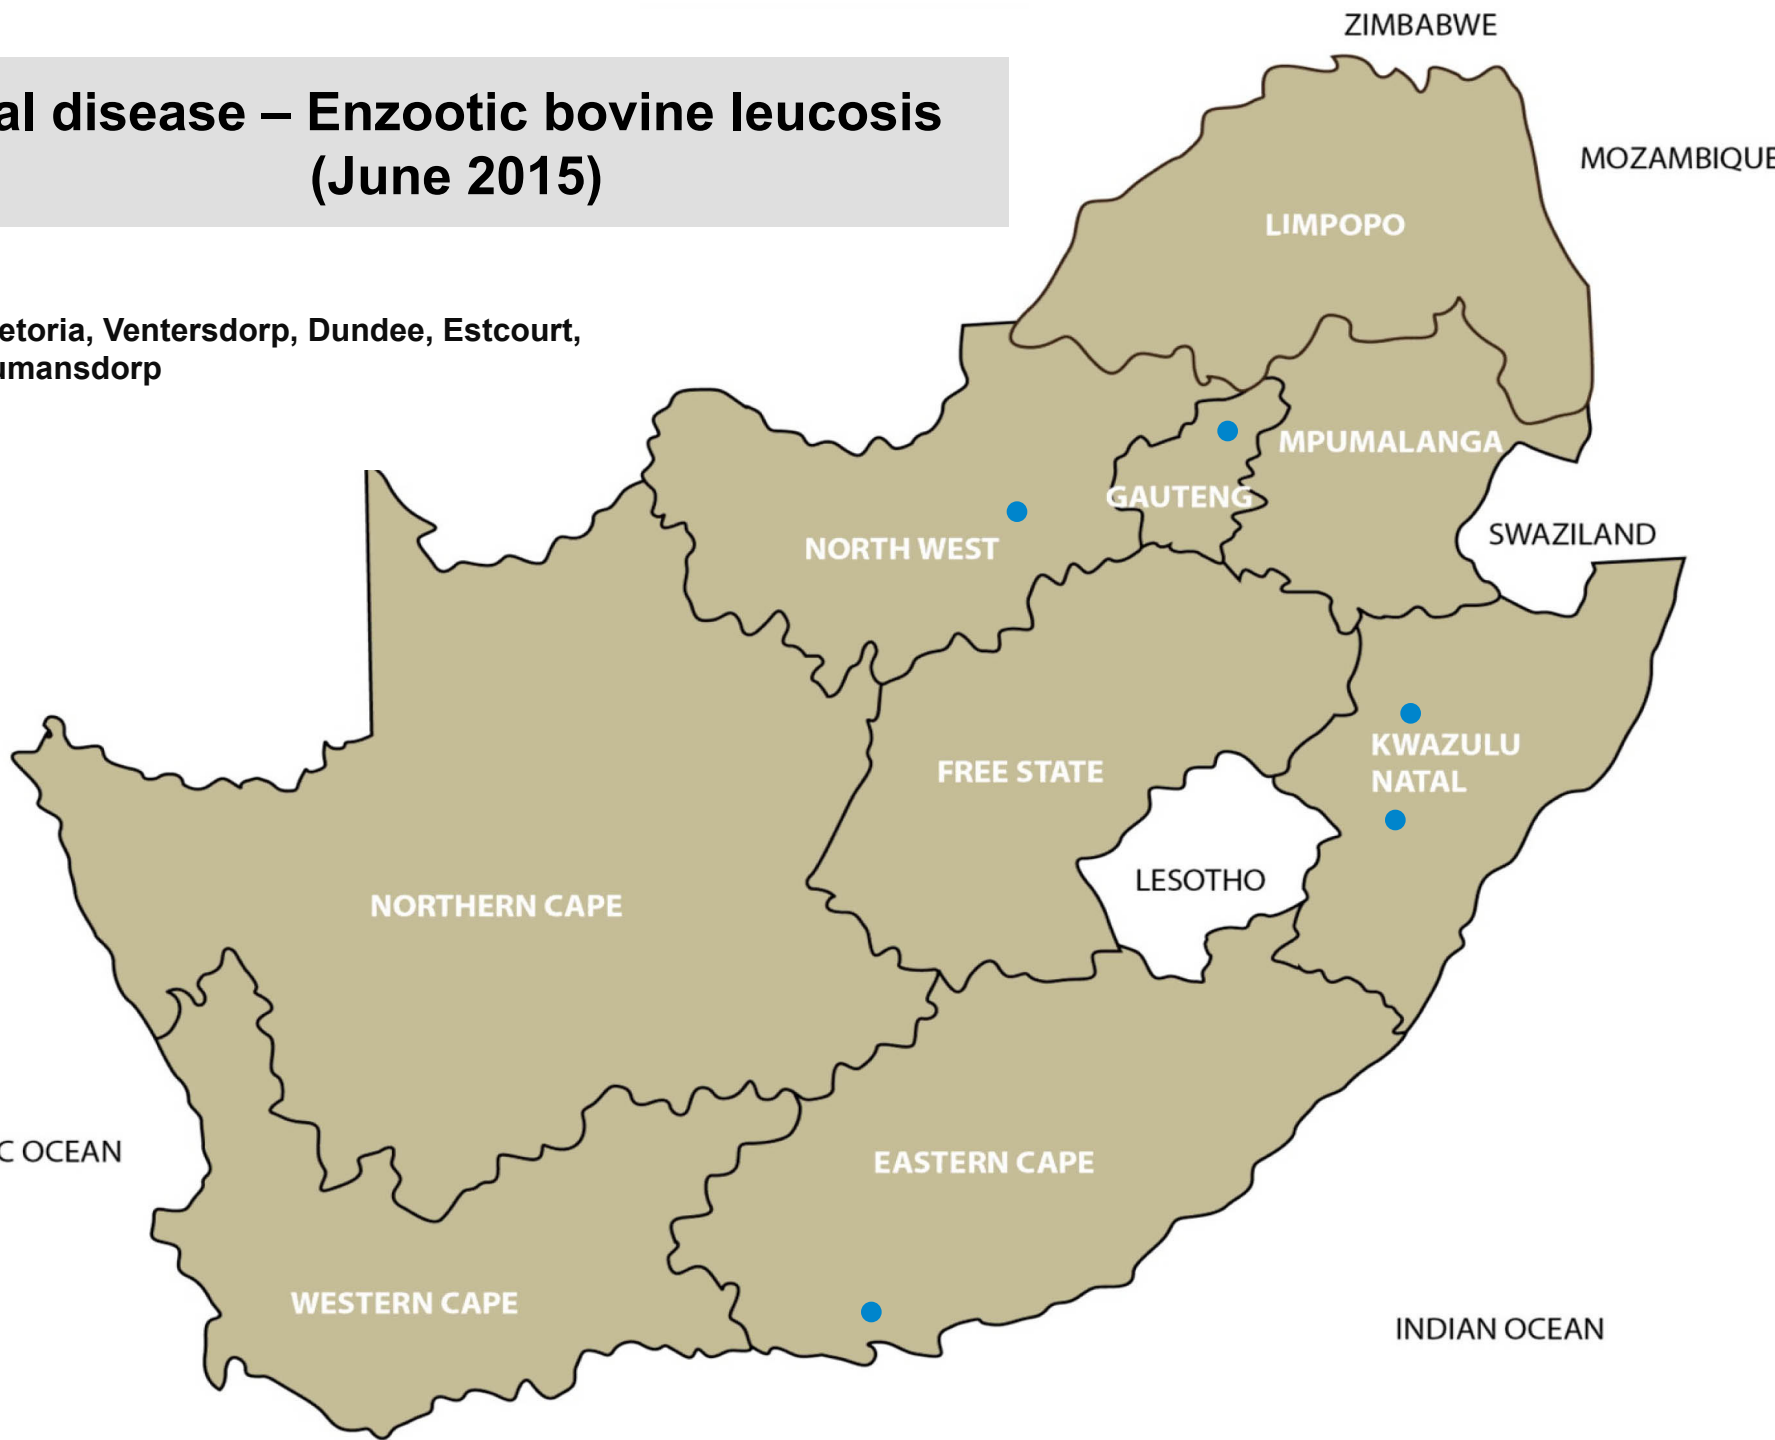 ZIMBABWE
al disease – Enzootic bovine leucosis
(June 2015)
MOZAMBIQUE
LIMPOPO
etoria, Ventersdorp, Dundee, Estcourt,
umansdorp
MPUMALANGA
GAUTENG
SWAZILAND
NORTH WEST
KWAZULU
NATAL
FREE STATE
LESOTHO
NORTHERN CAPE
C OCEAN
EASTERN CAPE
WESTERN CAPE
INDIAN OCEAN